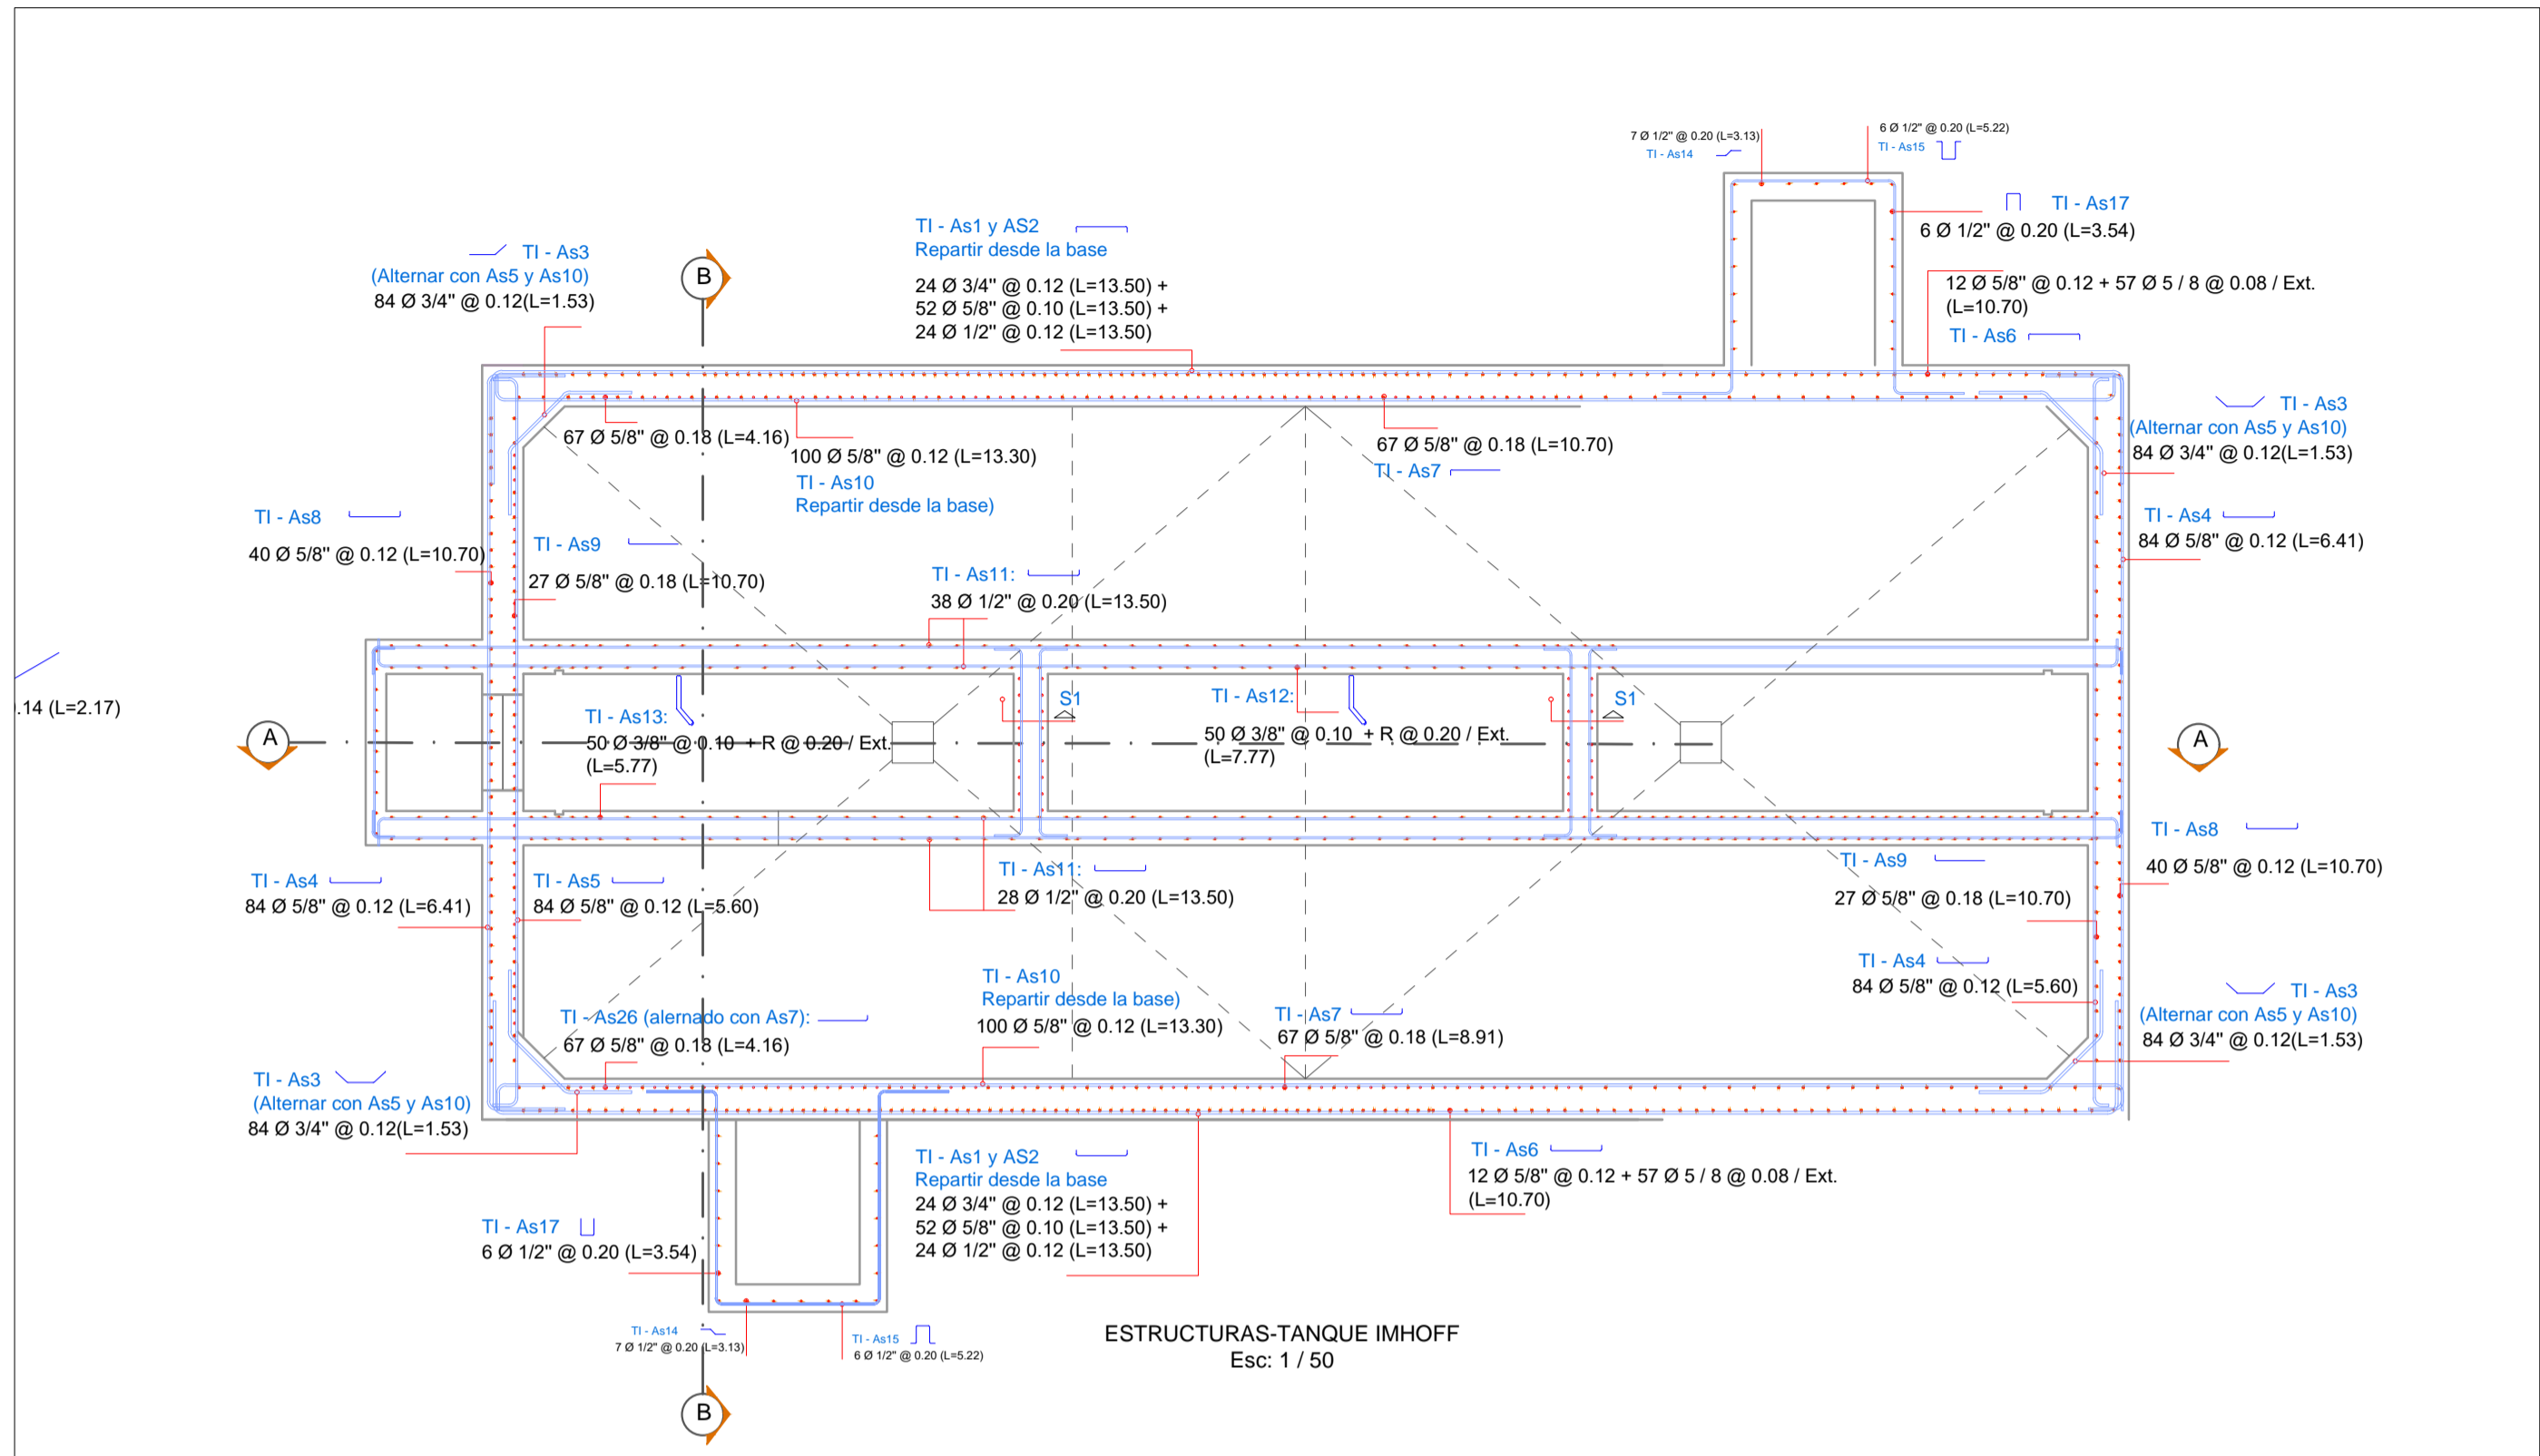 7 Ø 1/2" @ 0.20 (L=3.13)
TI - As14
6 Ø 1/2" @ 0.20 (L=5.22)
TI - As15
TI - As17
6 Ø 1/2" @ 0.20 (L=3.54)
TI - As1 y AS2
Repartir desde la base
24 Ø 3/4" @ 0.12 (L=13.50) +
52 Ø 5/8" @ 0.10 (L=13.50) +
24 Ø 1/2" @ 0.12 (L=13.50)
TI - As3
(Alternar con As5 y As10)
84 Ø 3/4" @ 0.12(L=1.53)
B
12 Ø 5/8" @ 0.12 + 57 Ø 5 / 8 @ 0.08 / Ext.
(L=10.70)
TI - As6
67 Ø 5/8" @ 0.18 (L=4.16)
100 Ø 5/8" @ 0.12 (L=13.30)
TI - As10
Repartir desde la base)
67 Ø 5/8" @ 0.18 (L=10.70)
TI - As7
TI - As3
(Alternar con As5 y As10)
84 Ø 3/4" @ 0.12(L=1.53)
TI - As8
40 Ø 5/8" @ 0.12 (L=10.70)
TI - As9
27 Ø 5/8" @ 0.18 (L=10.70)
TI - As4
84 Ø 5/8" @ 0.12 (L=6.41)
TI - As11:
38 Ø 1/2" @ 0.20 (L=13.50)
.14 (L=2.17)
A
TI - As13:
50 Ø 3/8" @ 0.10 + R @ 0.20 / Ext.
(L=5.77)
S1
TI - As12:
50 Ø 3/8" @ 0.10 + R @ 0.20 / Ext.
(L=7.77)
S1
A
TI - As8
40 Ø 5/8" @ 0.12 (L=10.70)
TI - As4
84 Ø 5/8" @ 0.12 (L=6.41)
TI - As5
84 Ø 5/8" @ 0.12 (L=5.60)
TI - As11:
28 Ø 1/2" @ 0.20 (L=13.50)
TI - As9
27 Ø 5/8" @ 0.18 (L=10.70)
TI - As4
84 Ø 5/8" @ 0.12 (L=5.60)
TI - As26 (alernado con As7):
67 Ø 5/8" @ 0.18 (L=4.16)
TI - As10
Repartir desde la base)
100 Ø 5/8" @ 0.12 (L=13.30)
TI - As7
67 Ø 5/8" @ 0.18 (L=8.91)
TI - As3
(Alternar con As5 y As10)
84 Ø 3/4" @ 0.12(L=1.53)
TI - As3
(Alternar con As5 y As10)
84 Ø 3/4" @ 0.12(L=1.53)
TI - As1 y AS2
Repartir desde la base
24 Ø 3/4" @ 0.12 (L=13.50) +
52 Ø 5/8" @ 0.10 (L=13.50) +
24 Ø 1/2" @ 0.12 (L=13.50)
TI - As6
12 Ø 5/8" @ 0.12 + 57 Ø 5 / 8 @ 0.08 / Ext.
(L=10.70)
TI - As17
6 Ø 1/2" @ 0.20 (L=3.54)
TI - As14
7 Ø 1/2" @ 0.20 (L=3.13)
TI - As15
6 Ø 1/2" @ 0.20 (L=5.22)
ESTRUCTURAS-TANQUE IMHOFF
Esc: 1 / 50
B